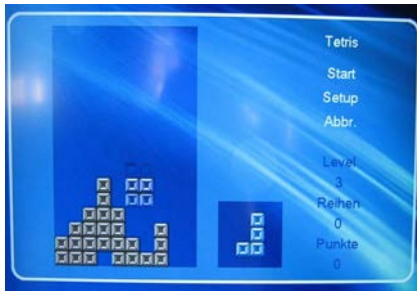 Tetris
Start
Setup
Abbr.
Level
3
Reihen
0
Punkte
0